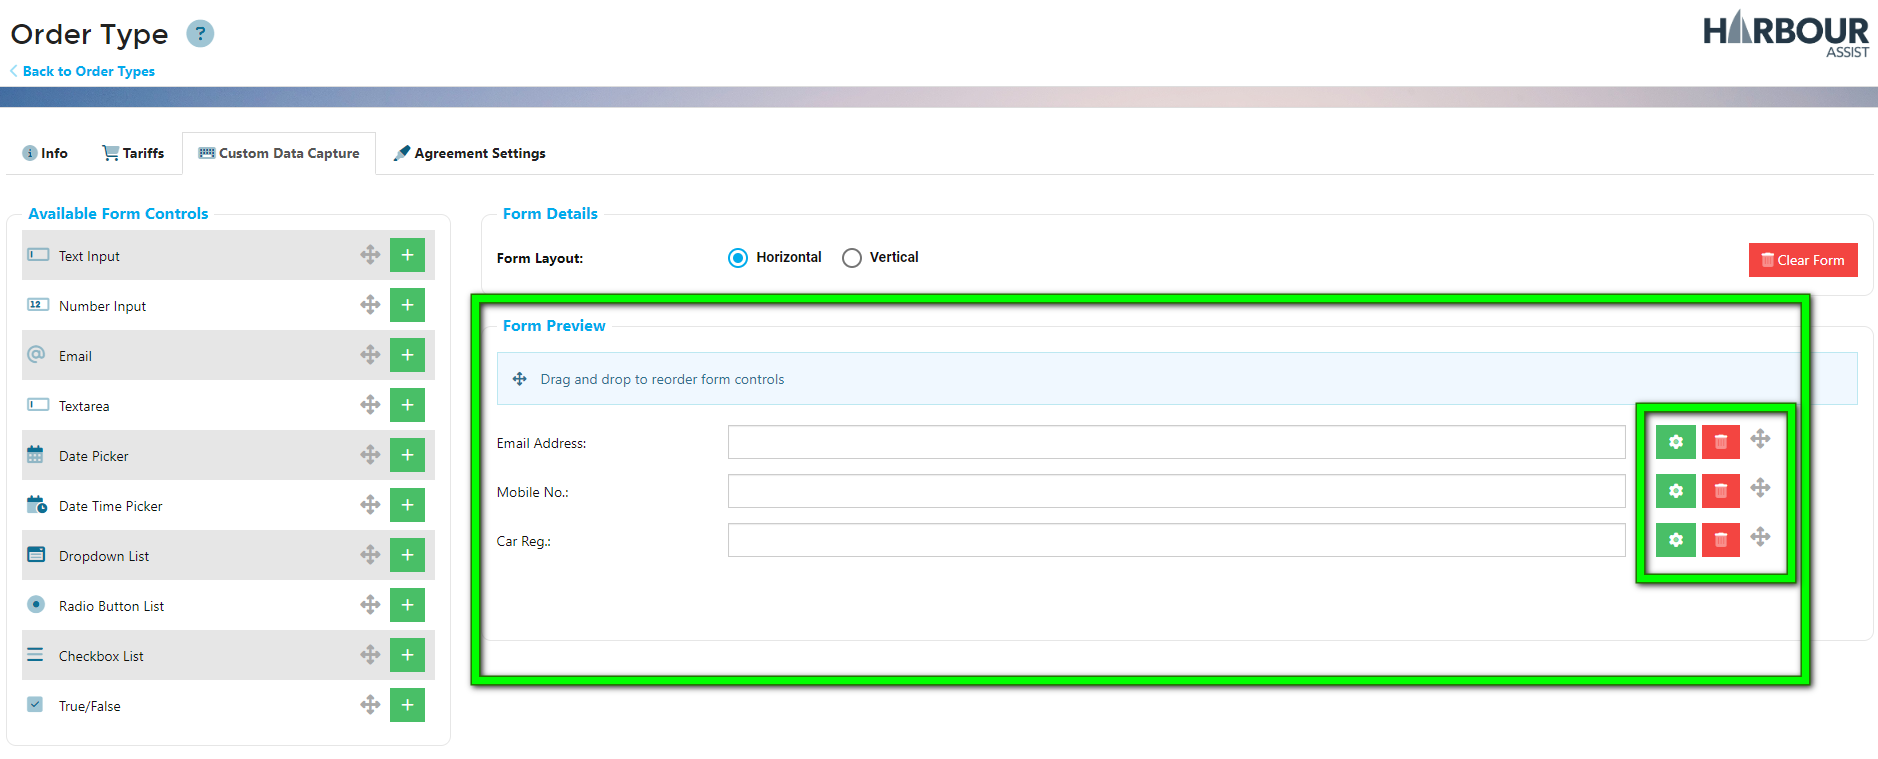 Order Type ?
HARBOUR
ASSIST
Back to Order Types
Info
Tariffs
Custom Data Capture
Agreement Settings
Available Form Controls
Text Input
Number Input
Email
Textarea
Date Picker
Date Time Picker
Dropdown List
Radio Button List
Checkbox List
True/False
Form Details
Form Layout:
Horizontal
Vertical
Clear Form
Form Preview
Drag and drop to reorder form controls
Email Address:
Mobile No.:
Car Reg.: